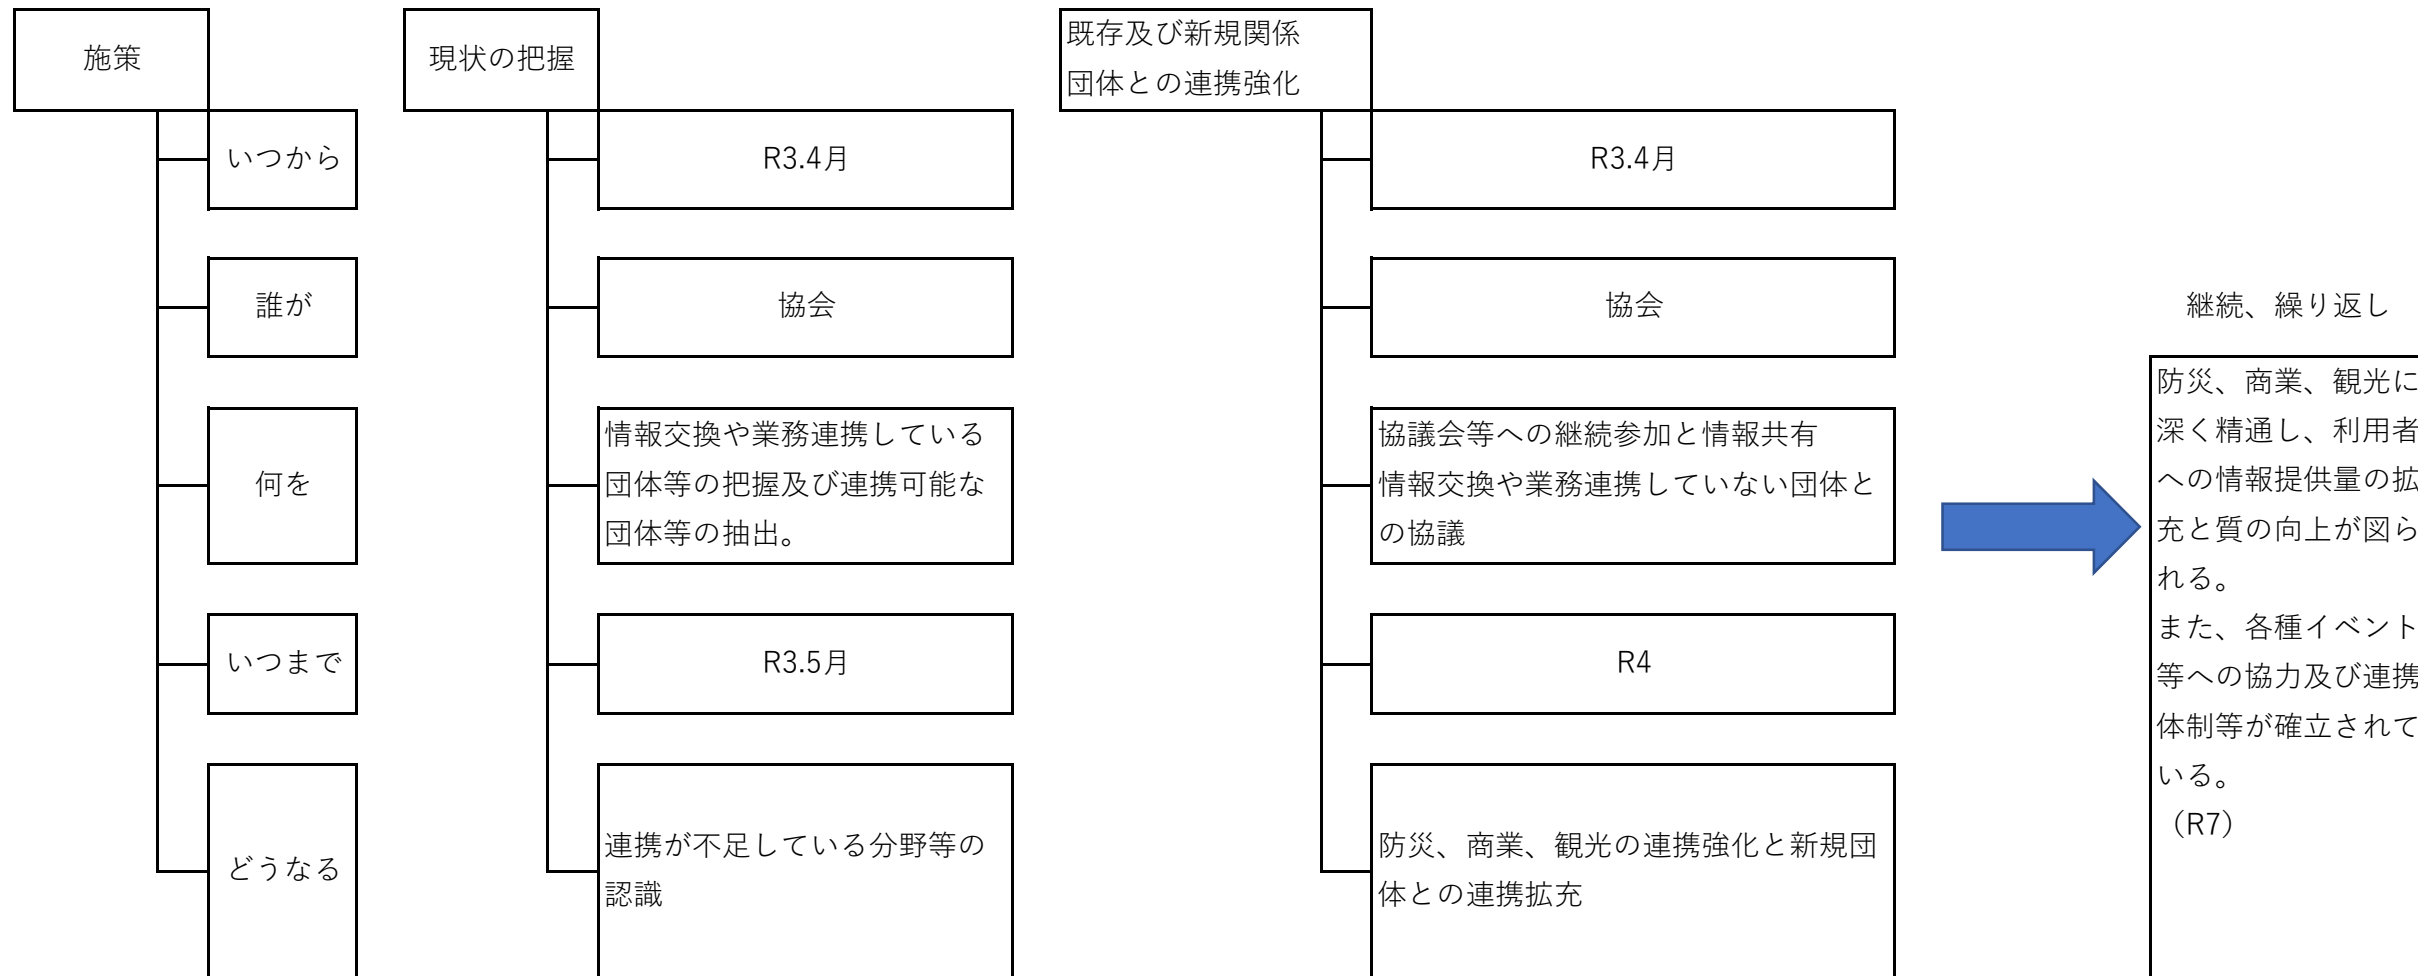 施策
いつから
誰が
何を
いつまで
どうなる
現状の把握
R3.4月
協会
情報交換や業務連携している
団体等の把握及び連携可能な
団体等の抽出。
R3.5月
連携が不足している分野等の
認識
既存及び新規関係
団体との連携強化
R3.4月
協会
協議会等への継続参加と情報共有
情報交換や業務連携していない団体と
の協議
R4
防災、商業、観光の連携強化と新規団
体との連携拡充
継続、繰り返し
防災、商業、観光に
深く精通し、利用者
への情報提供量の拡
充と質の向上が図ら
れる。
また、各種イベント
等への協力及び連携
体制等が確立されて
いる。
（R7）